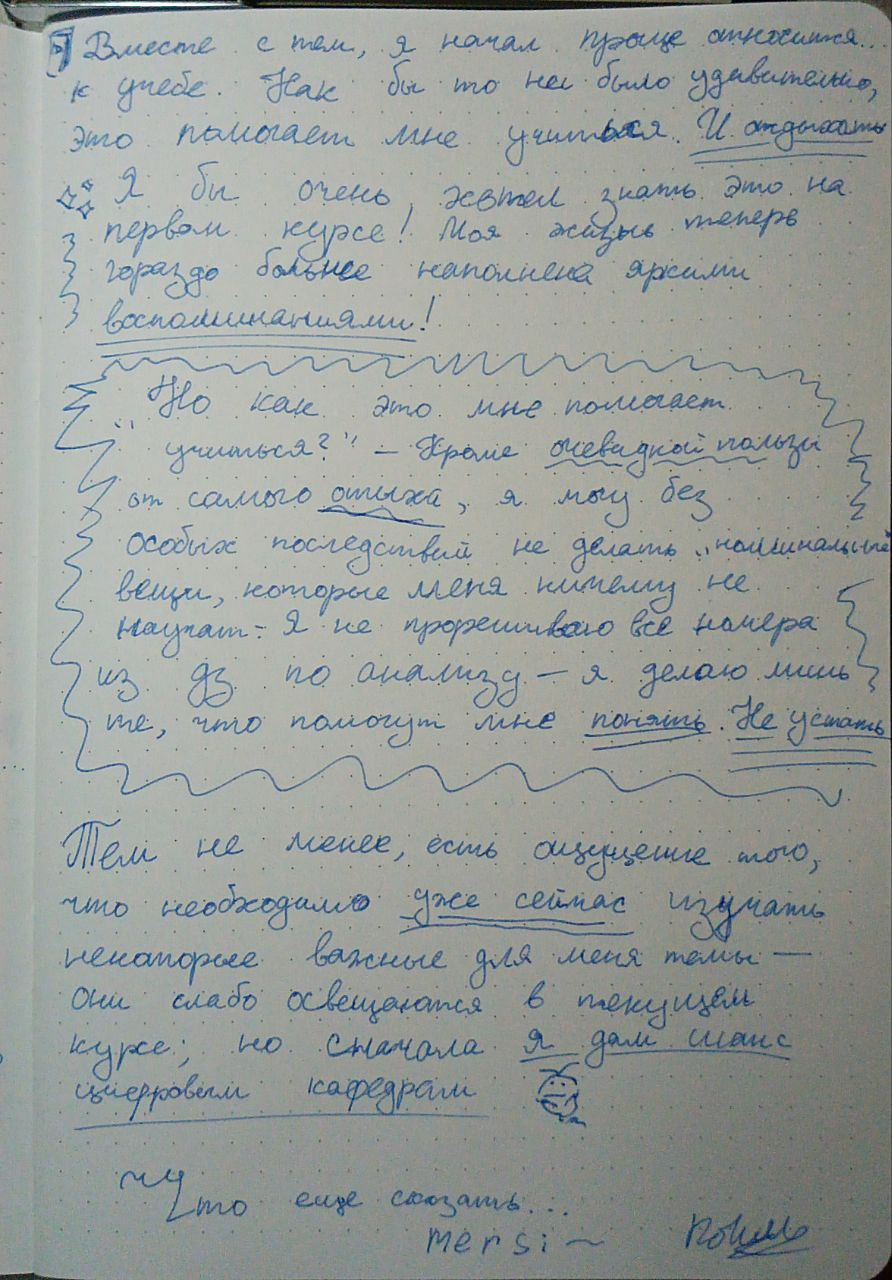 Вместе с тем, я начал проще относится..
к учебе. Как бы то не было удивительно,
это помогает мне учиться. И отдыхать
Я бы очень хотел знать это на
первом курсе! Моя жизнь теперь
гораздо больнее наполнена яркими
воспоминаниями!
„Но как это мне помогает
учиться?" – Кроме очевидной пользы
от самого отыха, я могу без
особых последствий не делать „номинальные"
вещи, которые меня ничему не
научат – Я не прорешиваю все номера
из дз по анализу — я делаю лишь
те, что помогут мне понять. Не устать
Тем не менее, есть ощущение того,
что необходимо уже сейчас изучать
некоторые важные для меня темы —
они слабо освещаются в текущем
курсе; но сначала я дам шанс
цифровым кафедрам
Что еще сказать...
mersi ~